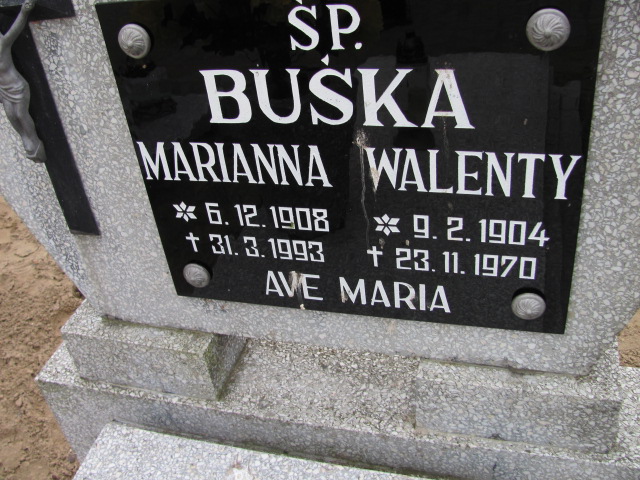 ŚP.
BUŚKA
MARIANNA WALENTY
* 6.12.1908 * 9.2.1904
† 31.3.1993 † 23.11.1970
AVE MARIA